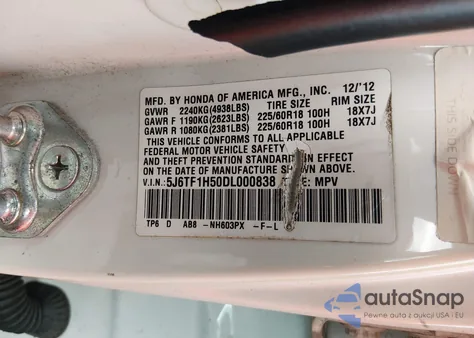 MFD. BY HONDA OF AMERICA MFG., INC. 12/'12
GVWR 2240KG(4938LBS) TIRE SIZE RIM SIZE
GAWR F 1190KG(2623LBS) 225/60R18 100H 18X7J
GAWR R 1080KG(2381LBS) 225/60R18 100H 18X7J
THIS VEHICLE CONFORMS TO ALL APPLICABLE
FEDERAL MOTOR VEHICLE SAFETY
AND THEFT PREVENTION STANDARDS IN EFFECT
ON THE DATE OF MANUFACTURE SHOWN ABOVE.
V.I.N: 5J6TF1H50DL000838 E: MPV
TP6 D A88 -NH603PX -F-L
autoSnap
Pewne auta z aukcji USA i EU